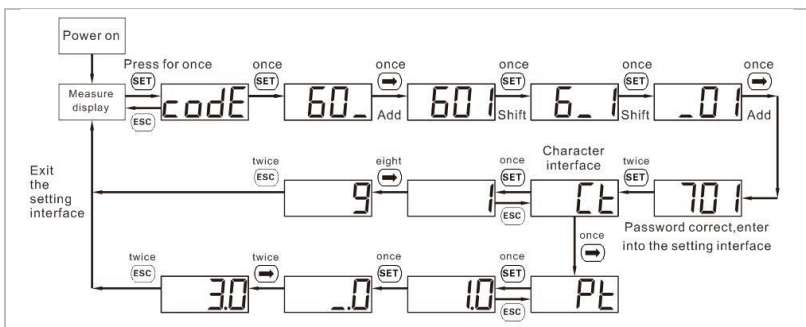 Power on
Press for once
once
once
once
once
once
SET
SET
➡
SET
SET
➡
Measure
display
ESC
codE
60_
Add
601
Shift
6_1
Shift
_01
Add
Exit
the
setting
interface
twice
ESC
eight
➡
once
SET
ESC
Character
interface
twice
SET
9
1
Ct
701
Password correct,enter
into the setting interface
once
➡
twice
ESC
twice
➡
once
SET
once
SET
ESC
3.0
_.0
1.0
Pt